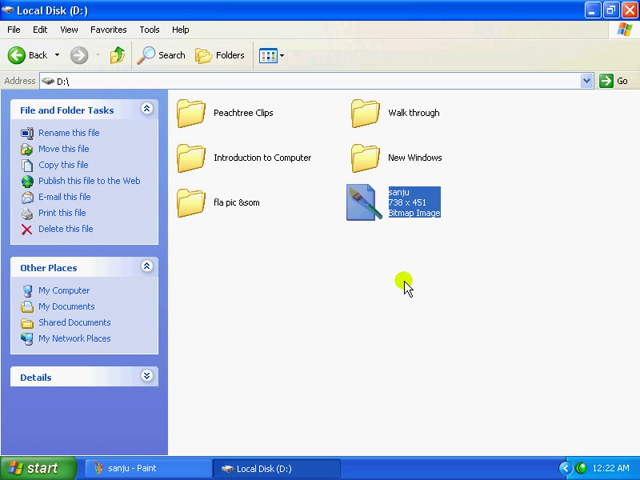 Local Disk (D:)
File Edit View Favorites Tools Help
Back Search Folders
Address D:\ Go
File and Folder Tasks
Rename this file
Move this file
Copy this file
Publish this file to the Web
E-mail this file
Print this file
Delete this file
Other Places
My Computer
My Documents
Shared Documents
My Network Places
Details
Peachtree Clips
Walk through
Introduction to Computer
New Windows
fla pic &som
sanju
738 x 451
Bitmap Image
start
sanju - Paint
Local Disk (D:)
12:22 AM